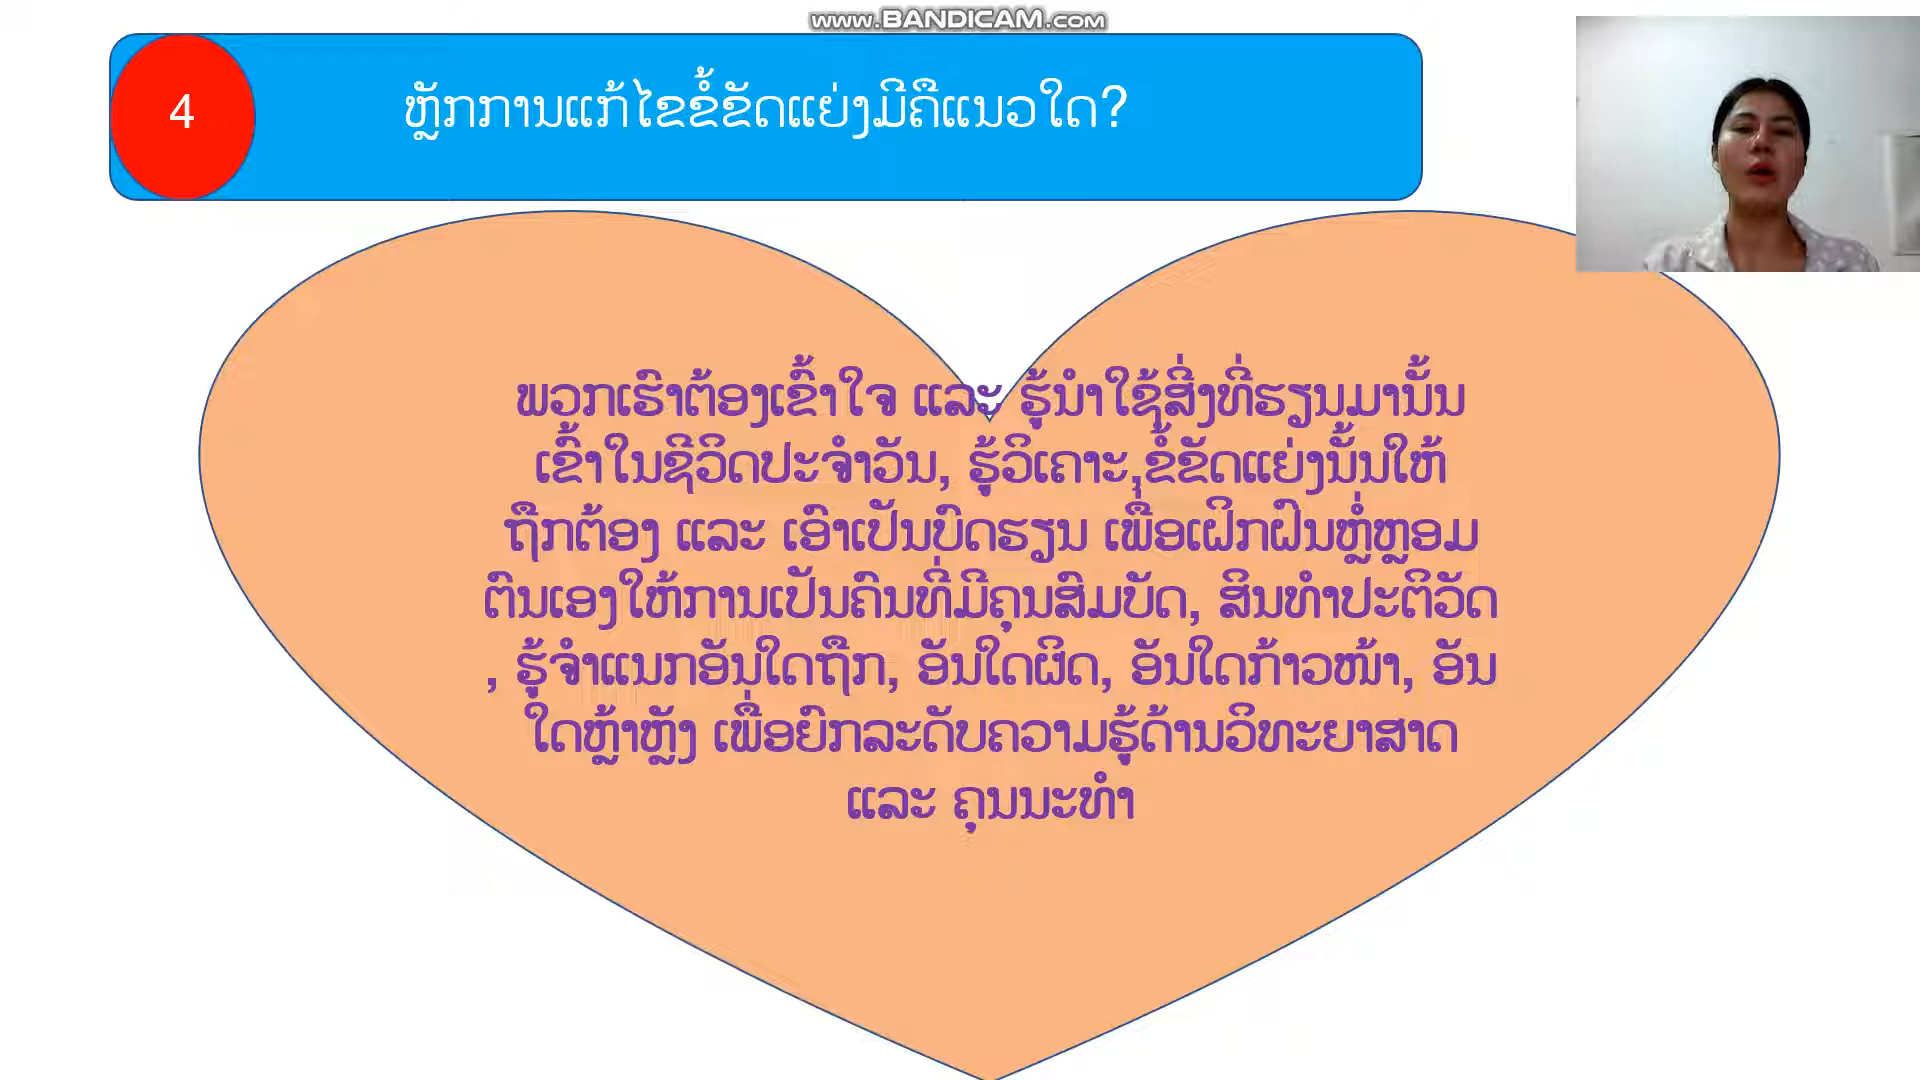 www.BANDICAM.com
4
ຫຼັກການແກ້ໄຂຂໍ້ຂັດແຍ່ງມີຄືແນວໃດ?
ພວກເຮົາຕ້ອງເຂົ້າໃຈ ແລະ ຮູ້ນຳໃຊ້ສິ່ງທີ່ຮຽນມານັ້ນ
ເຂົ້າໃນຊີວິດປະຈຳວັນ, ຮູ້ວິເຄາະ,ຂໍ້ຂັດແຍ່ງນັ້ນໃຫ້
ຖືກຕ້ອງ ແລະ ເອົາເປັນບົດຮຽນ ເພື່ອເຝິກຝົນຫຼໍ່ຫຼອມ
ຕົນເອງໃຫ້ການເປັນຄົນທີ່ມີຄຸນສົມບັດ, ສິນທຳປະຕິວັດ
, ຮູ້ຈຳແນກອັນໃດຖືກ, ອັນໃດຜິດ, ອັນໃດກ້າວໜ້າ, ອັນ
ໃດຫຼ້າຫຼັງ ເພື່ອຍົກລະດັບຄວາມຮູ້ດ້ານວິທະຍາສາດ
ແລະ ຄຸນນະທຳ